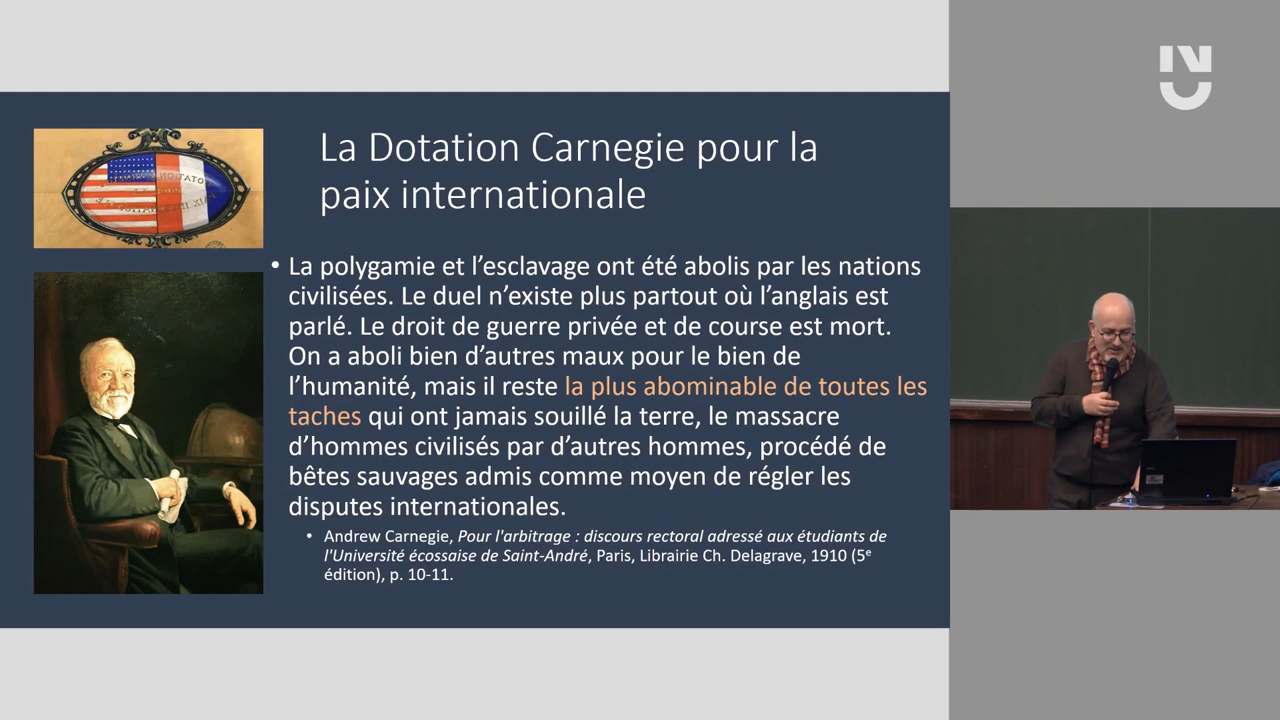 La Dotation Carnegie pour la
paix internationale
• La polygamie et l’esclavage ont été abolis par les nations
civilisées. Le duel n’existe plus partout où l’anglais est
parlé. Le droit de guerre privée et de course est mort.
On a aboli bien d’autres maux pour le bien de
l’humanité, mais il reste la plus abominable de toutes les
taches qui ont jamais souillé la terre, le massacre
d’hommes civilisés par d’autres hommes, procédé de
bêtes sauvages admis comme moyen de régler les
disputes internationales.
• Andrew Carnegie, Pour l'arbitrage : discours rectoral adressé aux étudiants de
l'Université écossaise de Saint-André, Paris, Librairie Ch. Delagrave, 1910 (5e
édition), p. 10-11.